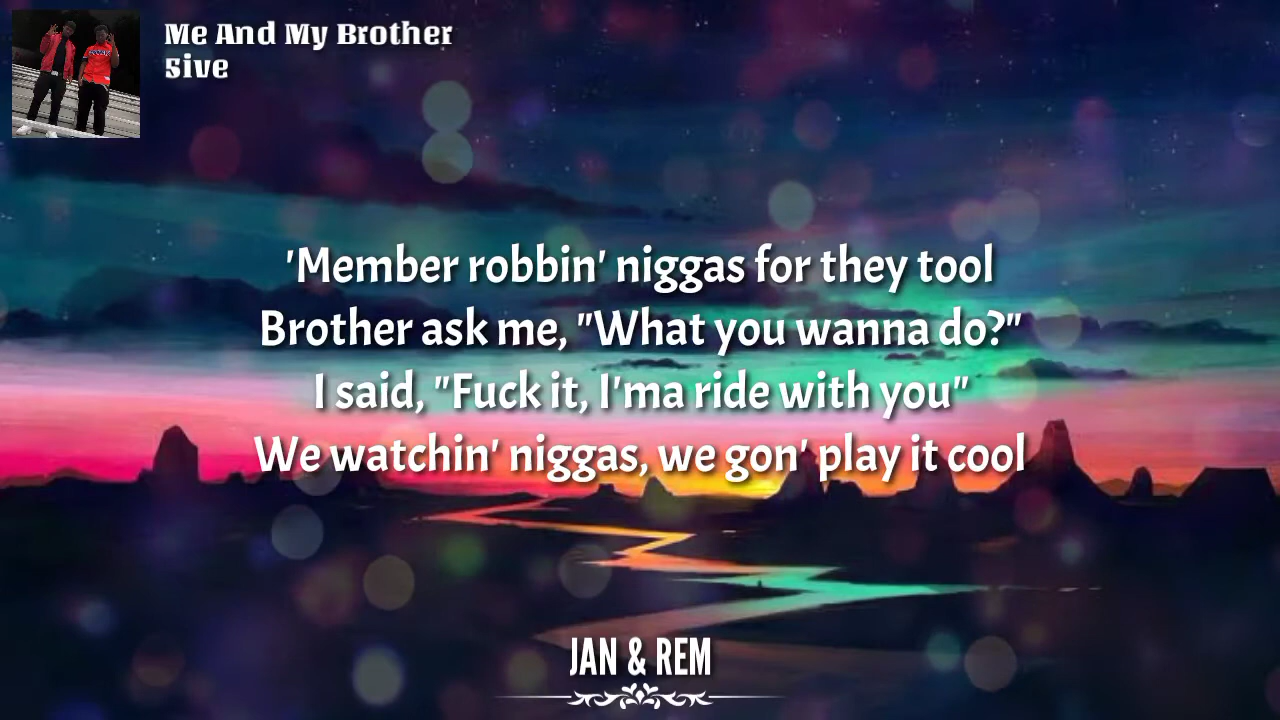 Me And My Brother
5ive
'Member robbin' niggas for they tool
Brother ask me, "What you wanna do?"
I said, "Fuck it, I'ma ride with you"
We watchin' niggas, we gon' play it cool
JAN & REM